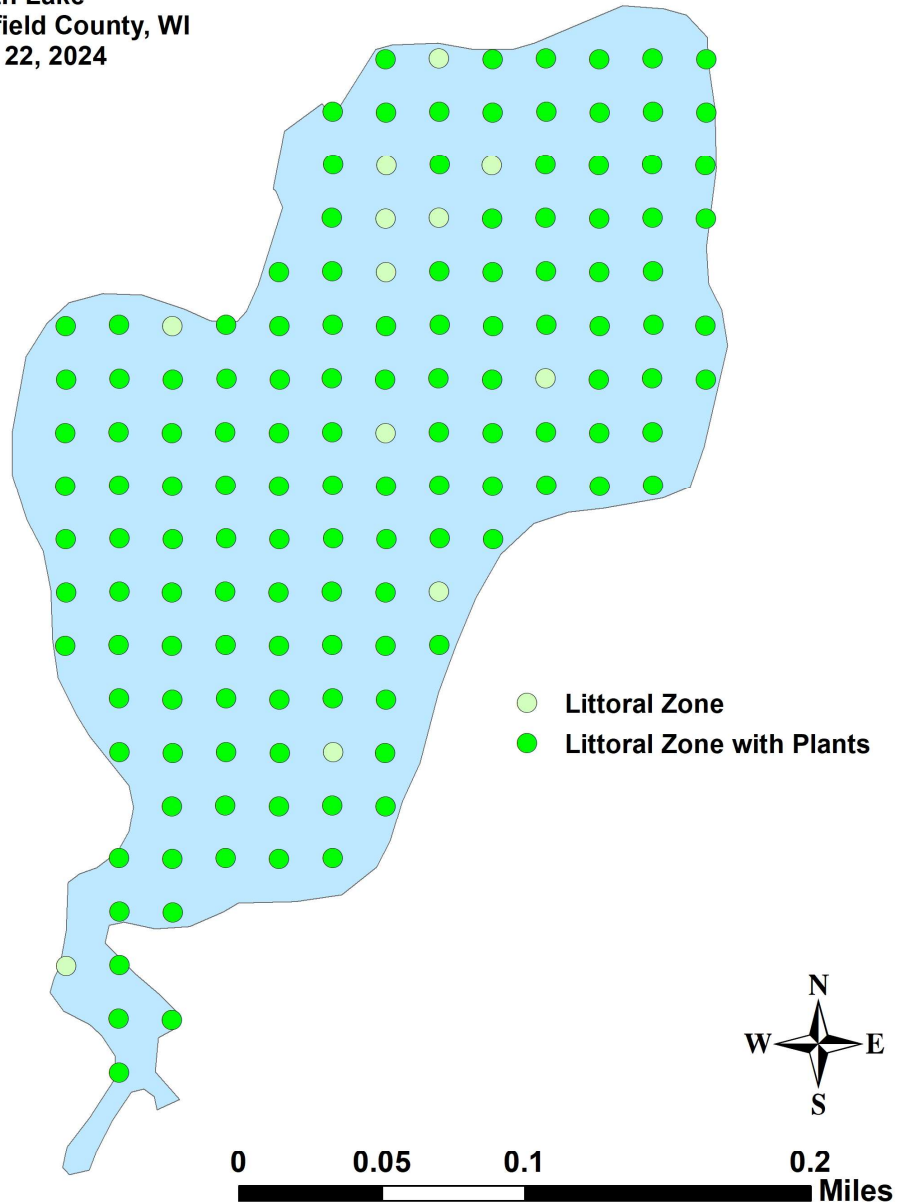 Lake
field County, WI
22, 2024
Littoral Zone
Littoral Zone with Plants
N
W E
S
0 0.05 0.1 0.2
Miles